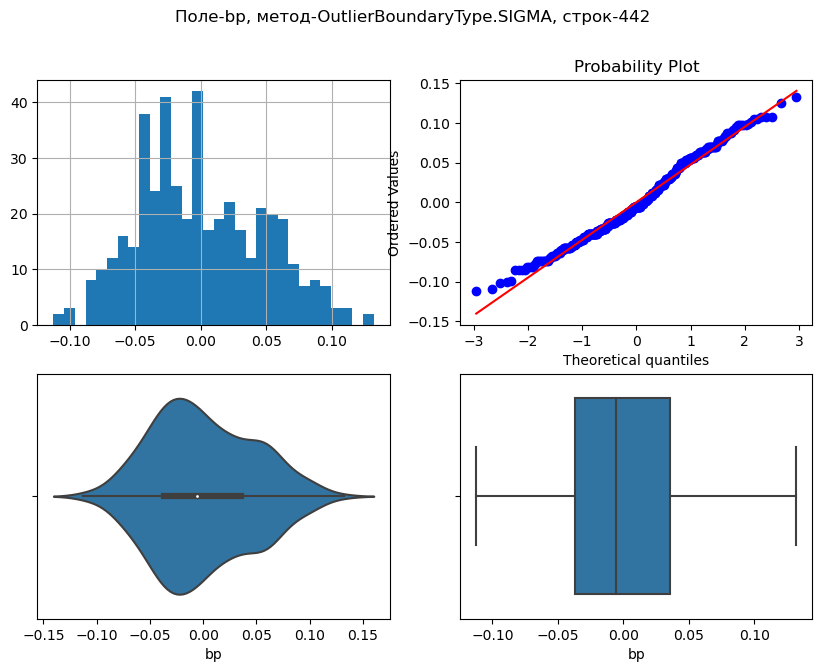 Поле-bp, метод-OutlierBoundaryType.SIGMA, строк-442
40
30
20
10
0
−0.10 −0.05 0.00 0.05 0.10
Probability Plot
Ordered Values
0.15
0.10
0.05
0.00
−0.05
−0.10
−0.15
−3 −2 −1 0 1 2 3
Theoretical quantiles
−0.15 −0.10 −0.05 0.00 0.05 0.10 0.15
bp
−0.10 −0.05 0.00 0.05 0.10
bp